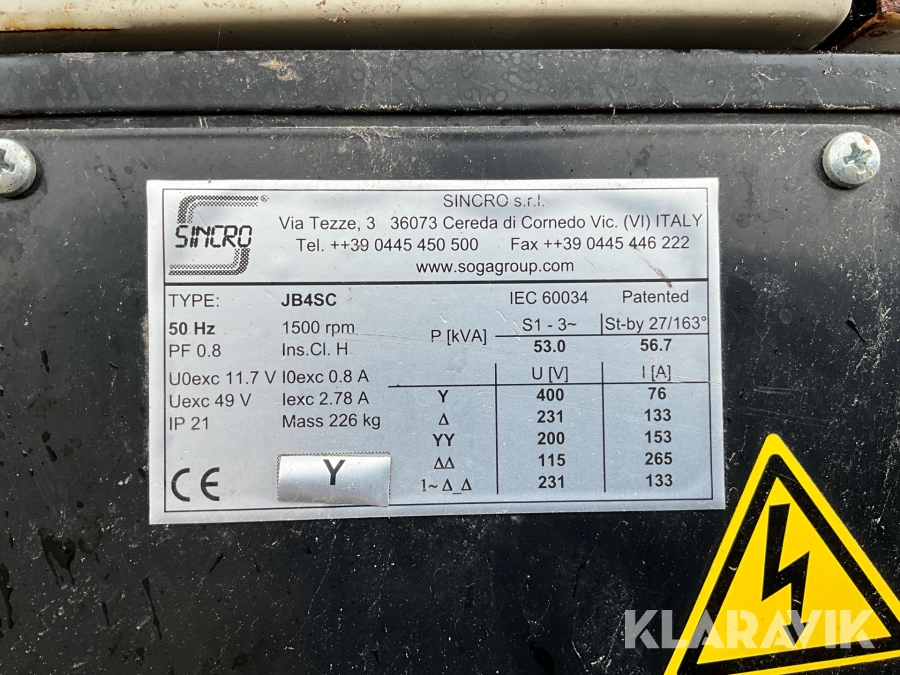 SINCRO®
SINCRO s.r.l.
Via Tezze, 3 36073 Cereda di Cornedo Vic. (VI) ITALY
Tel. ++39 0445 450 500 Fax ++39 0445 446 222
www.sogagroup.com
TYPE: JB4SC IEC 60034 Patented
50 Hz 1500 rpm P [kVA] S1 - 3~ St-by 27/163°
PF 0.8 Ins.Cl. H 53.0 56.7
U0exc 11.7 V I0exc 0.8 A U [V] I [A]
Uexc 49 V Iexc 2.78 A Y 400 76
IP 21 Mass 226 kg Δ 231 133
YY 200 153
ΔΔ 115 265
1~ Δ_Δ 231 133
CE Y
KLARAVIK